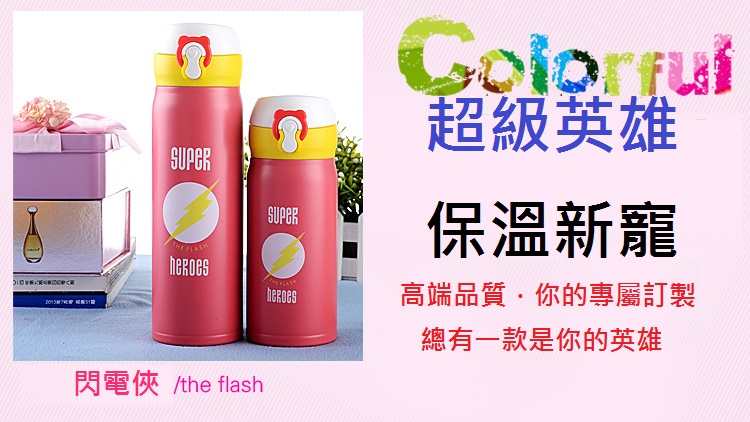 Colorful
超級英雄
保溫新寵
高端品質．你的專屬訂製
總有一款是你的英雄
SUPER
THE FLASH
heROES
SUPER
THE FLASH
heROES
閃電俠 /the flash